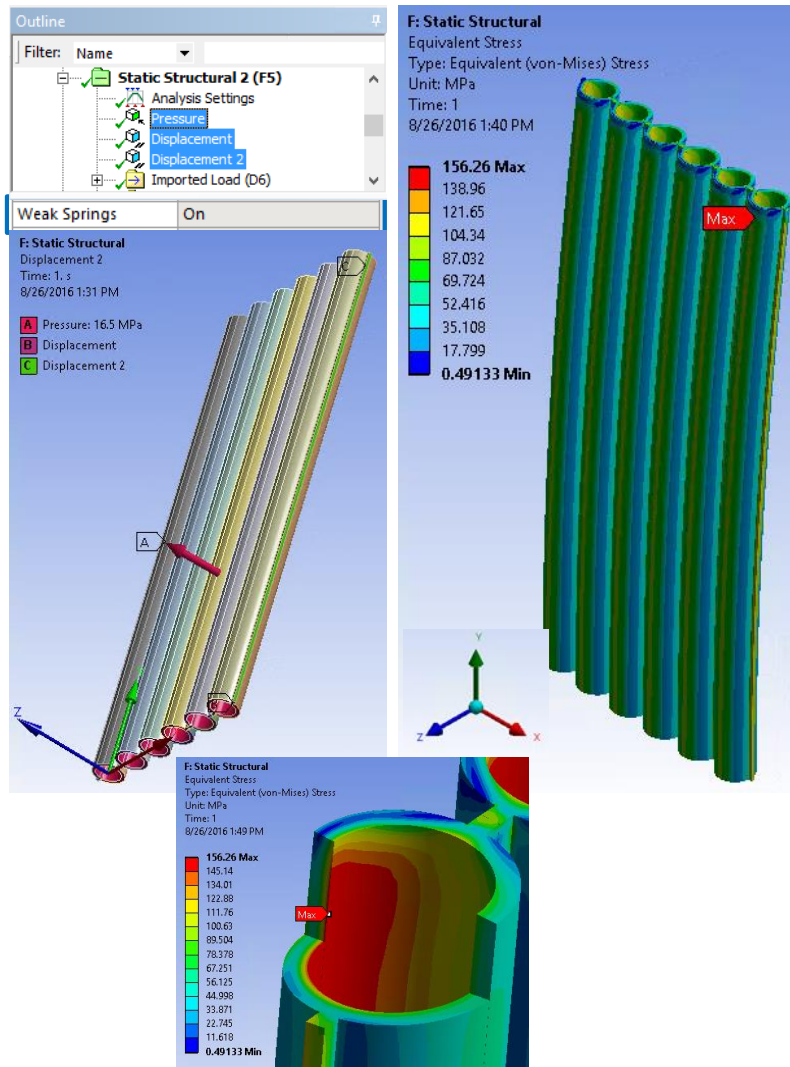 Outline
Filter: Name
Static Structural 2 (F5)
Analysis Settings
Pressure
Displacement
Displacement 2
Imported Load (D6)
Weak Springs On
F: Static Structural
Displacement 2
Time: 1. s
8/26/2016 1:31 PM
A Pressure: 16.5 MPa
B Displacement
C Displacement 2
C
A
Z
F: Static Structural
Equivalent Stress
Type: Equivalent (von-Mises) Stress
Unit: MPa
Time: 1
8/26/2016 1:40 PM
156.26 Max
138.96
121.65
104.34
87.032
69.724
52.416
35.108
17.799
0.49133 Min
Max
Y
Z
X
F: Static Structural
Equivalent Stress
Type: Equivalent (von-Mises) Stress
Unit: MPa
Time: 1
8/26/2016 1:49 PM
156.26 Max
145.14
134.01
122.88
111.76
100.63
89.504
78.378
67.251
56.125
44.998
33.871
22.745
11.618
0.49133 Min
Max